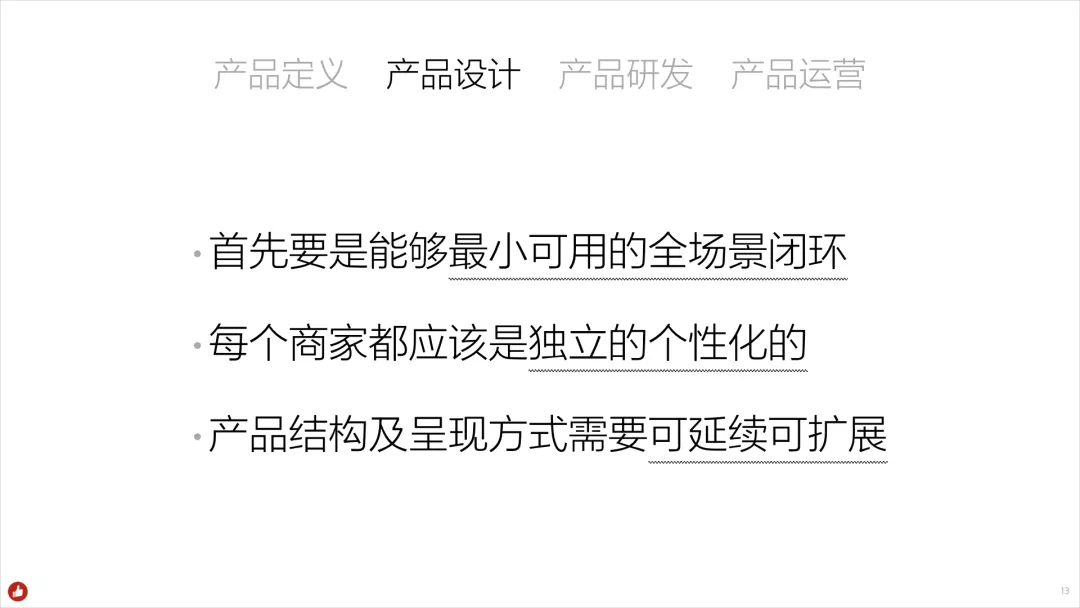 产品定义 产品设计 产品研发 产品运营
• 首先要是能够最小可用的全场景闭环
• 每个商家都应该是独立的个性化的
• 产品结构及呈现方式需要可延续可扩展
13